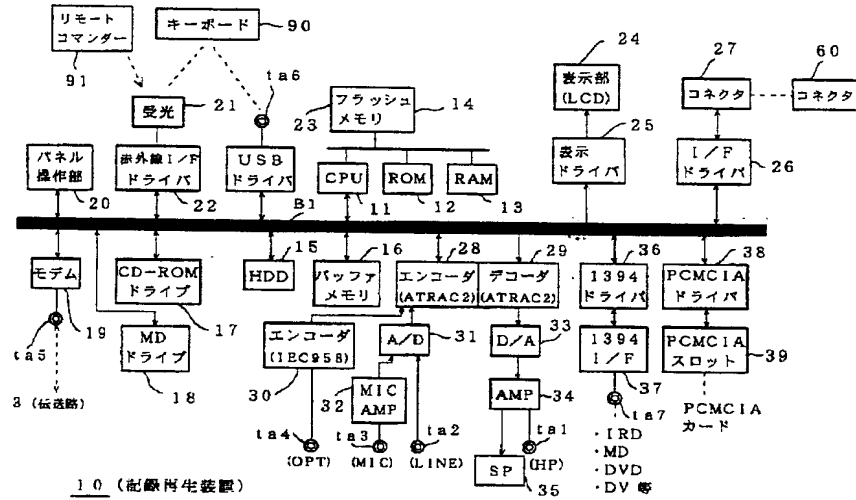 リモート
コマンダー
91
キーボード
90
ta6
受光
21
23
フラッシュ
メモリ
14
24
表示部
(LCD)
27
60
コネクタ
コネクタ
25
パネル
操作部
20
赤外線I/F
ドライバ
22
USB
ドライバ
CPU
ROM
RAM
11
12
13
表示
ドライバ
I/F
ドライバ
26
B1
モデム
19
CD-ROM
ドライブ
17
15
HDD
16
バッファ
メモリ
28
エンコーダ
(ATRAC2)
29
デコーダ
(ATRAC2)
36
1394
ドライバ
38
PCMCIA
ドライバ
ta5
MD
ドライブ
18
エンコーダ
(IEC958)
30
A/D
31
D/A
33
1394
I/F
37
PCMCIA
スロット
39
3 (伝送路)
32
MIC
AMP
AMP
34
ta7
PCMCIA
カード
ta4
(OPT)
ta3
(MIC)
ta2
(LINE)
ta1
(HP)
SP
35
・IRD
・MD
・DVD
・DV 等
10 (記録再生装置)